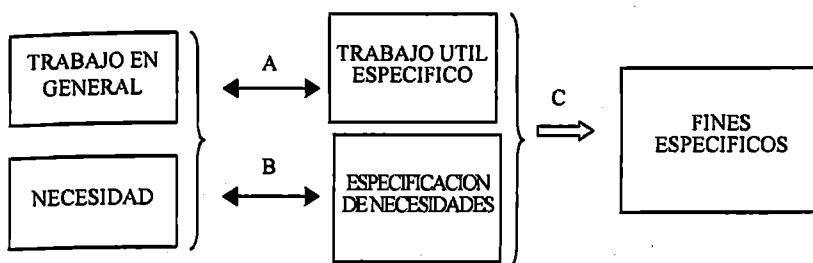 TRABAJO EN
GENERAL
A
TRABAJO UTIL
ESPECIFICO
C
FINES
ESPECIFICOS
NECESIDAD
B
ESPECIFICACION
DE NECESIDADES